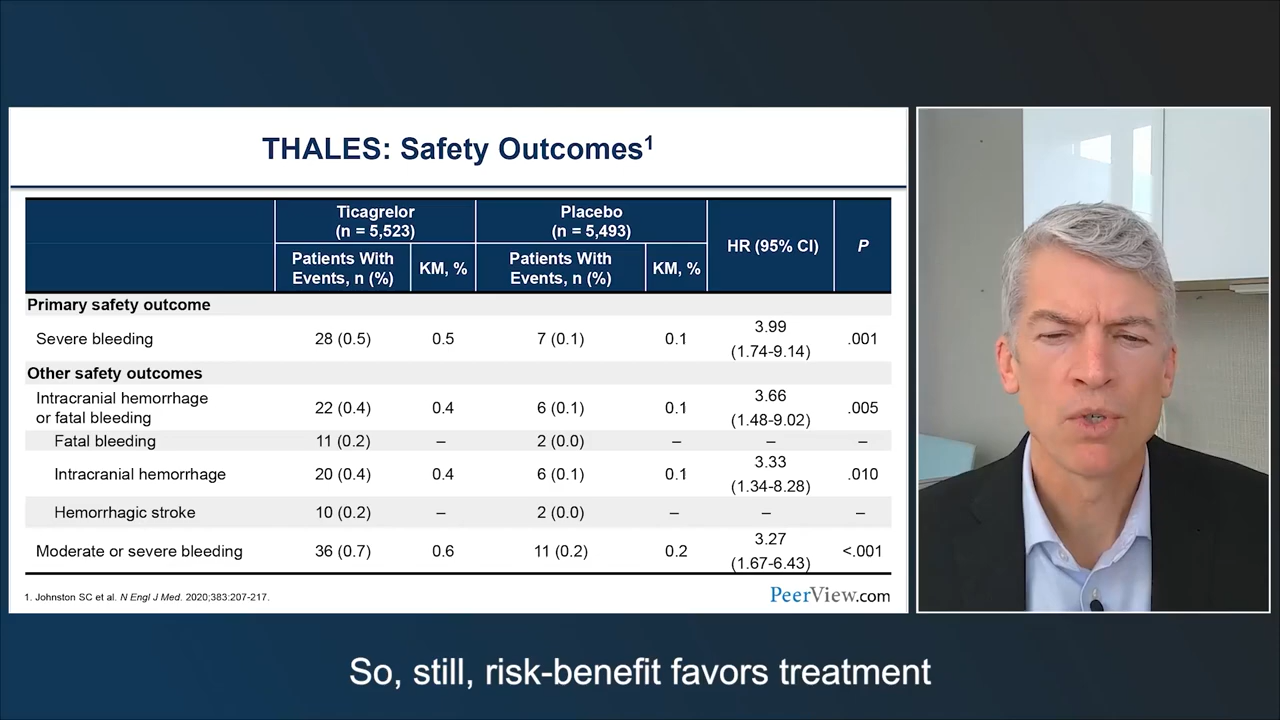 THALES: Safety Outcomes1
Ticagrelor
(n = 5,523)
Placebo
(n = 5,493)
HR (95% CI)
P
Patients With
Events, n (%)
KM, %
Patients With
Events, n (%)
KM, %
Primary safety outcome
Severe bleeding 28 (0.5) 0.5 7 (0.1) 0.1 3.99 .001
(1.74-9.14)
Other safety outcomes
Intracranial hemorrhage
or fatal bleeding 22 (0.4) 0.4 6 (0.1) 0.1 3.66 .005
(1.48-9.02)
Fatal bleeding 11 (0.2) – 2 (0.0) – – –
Intracranial hemorrhage 20 (0.4) 0.4 6 (0.1) 0.1 3.33 .010
(1.34-8.28)
Hemorrhagic stroke 10 (0.2) – 2 (0.0) – – –
Moderate or severe bleeding 36 (0.7) 0.6 11 (0.2) 0.2 3.27 <.001
(1.67-6.43)
1. Johnston SC et al. N Engl J Med. 2020;383:207-217.
PeerView.com
So, still, risk-benefit favors treatment